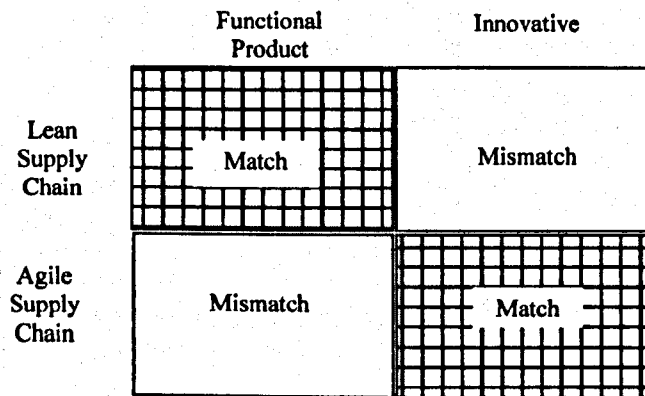 Functional
Product
Innovative
Lean
Supply
Chain
Match
Mismatch
Agile
Supply
Chain
Mismatch
Match